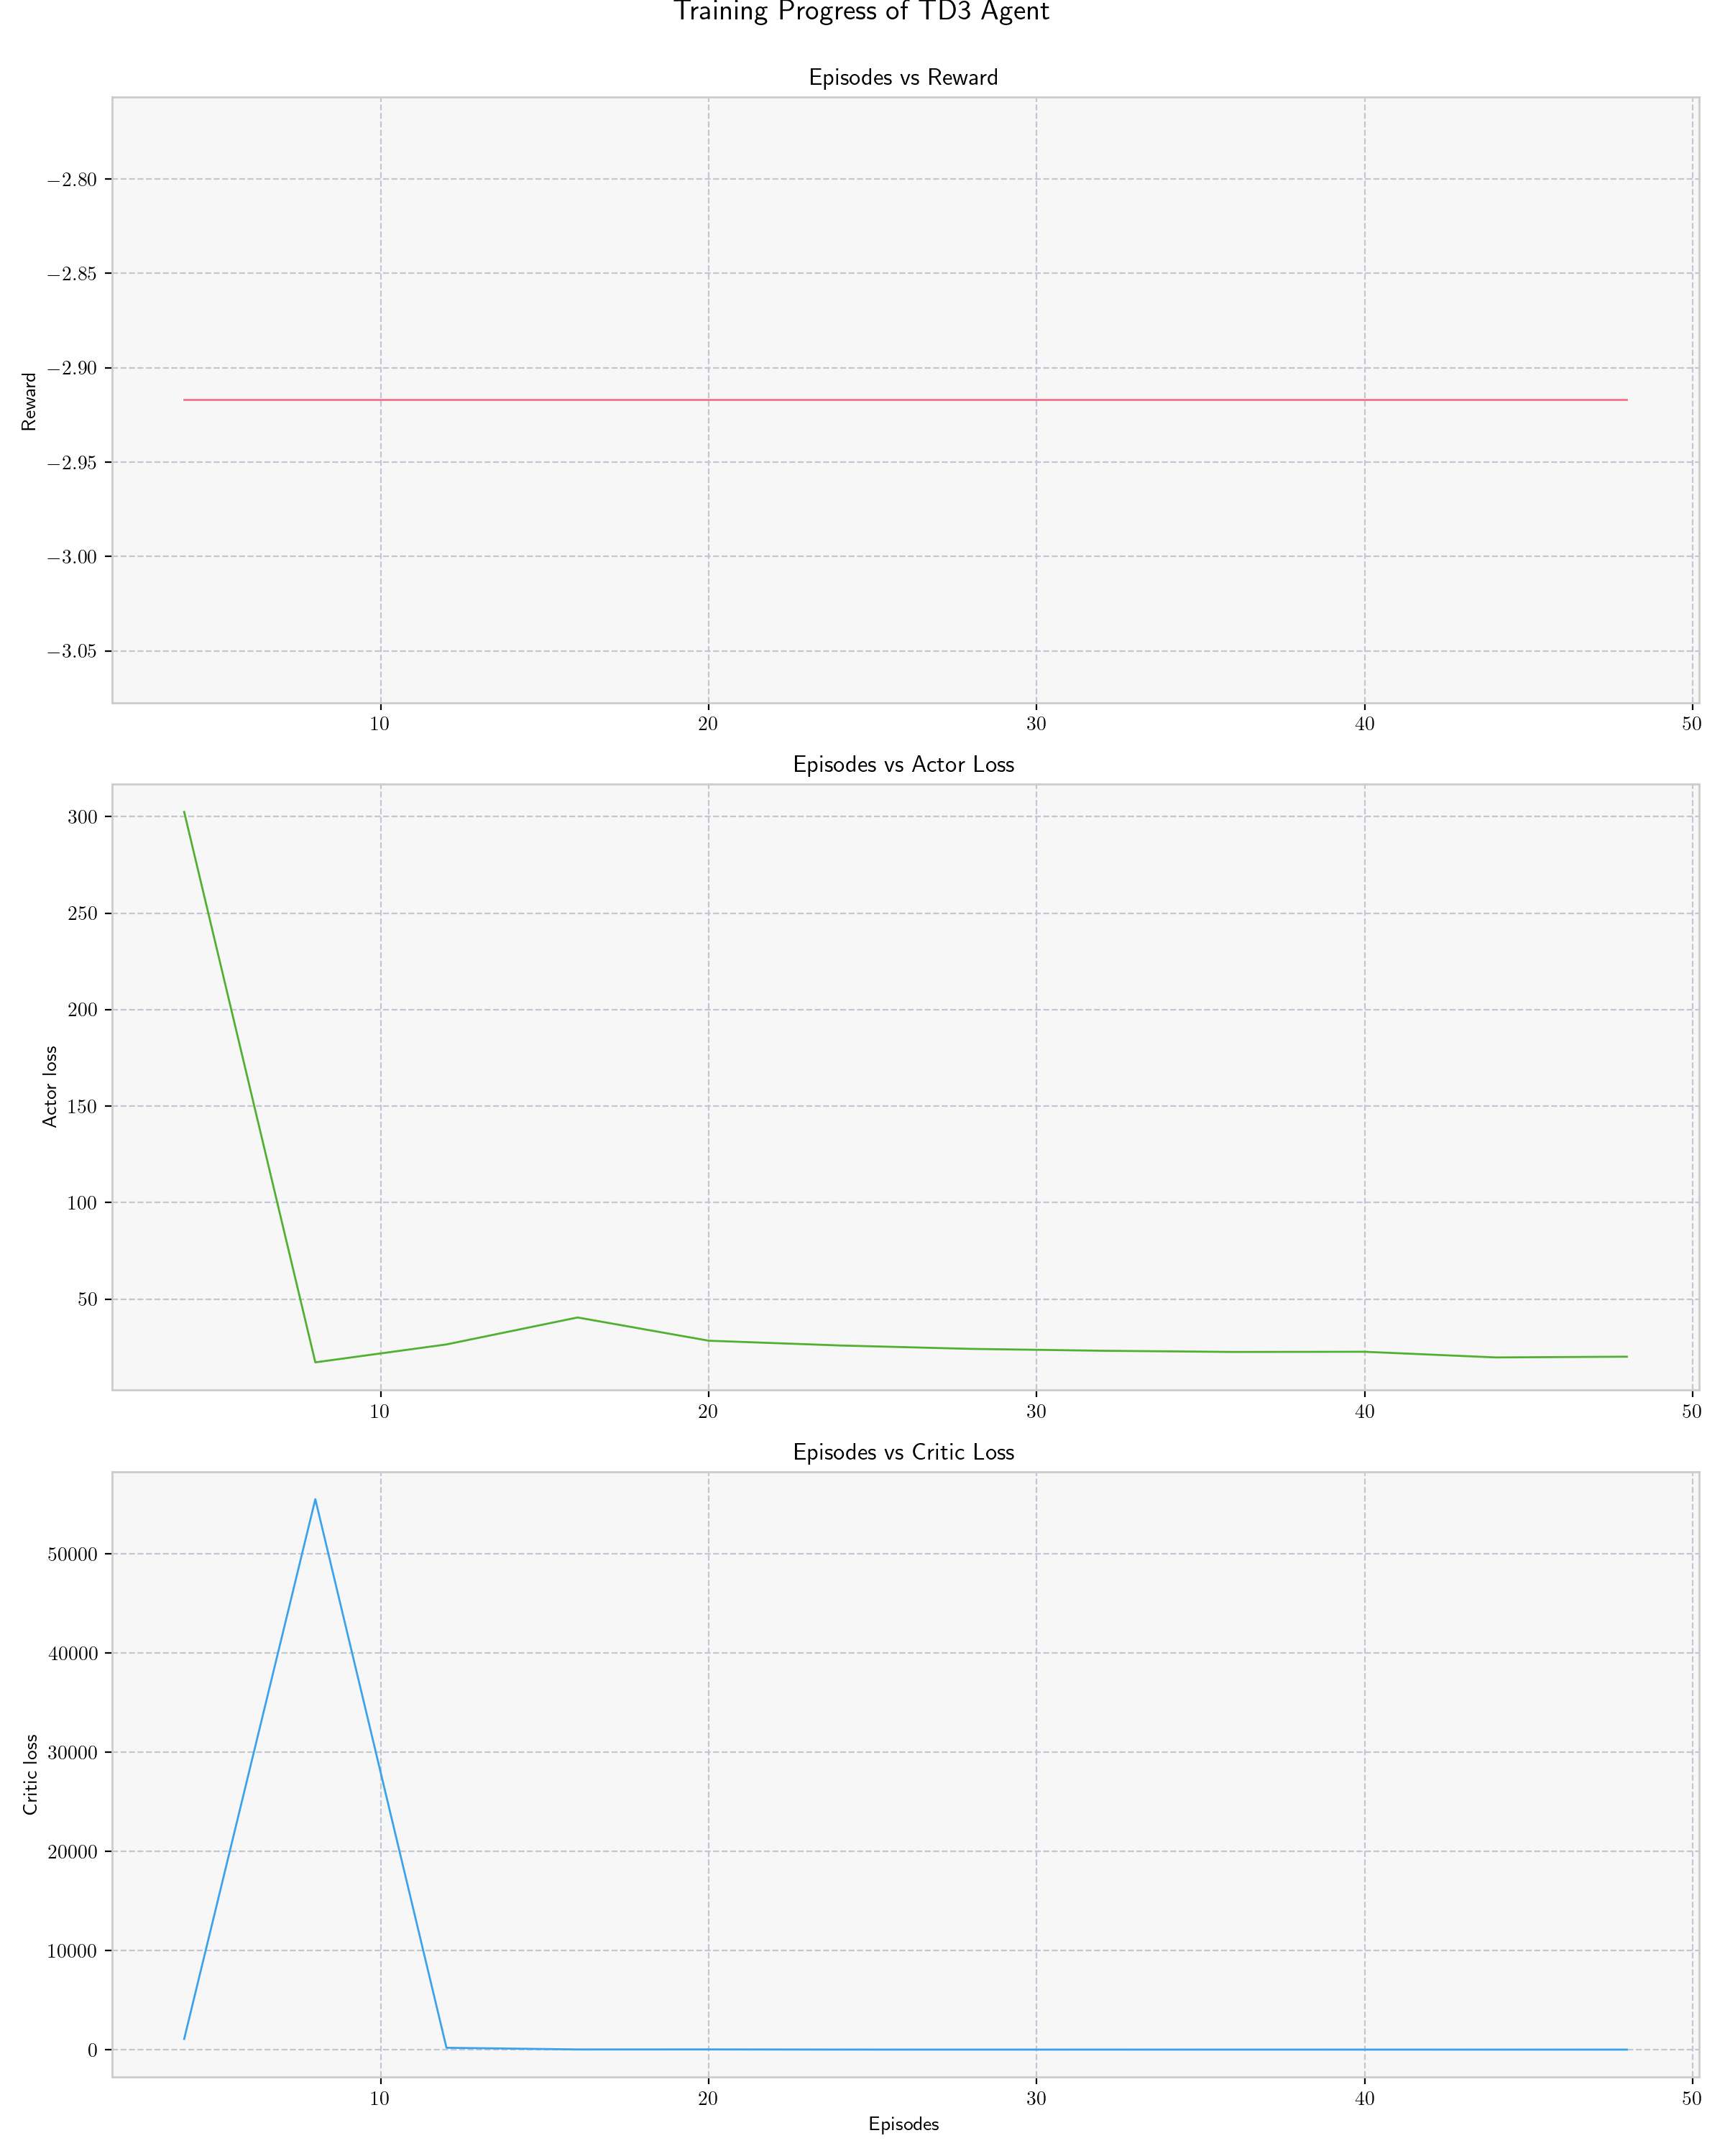 Training Progress of TD3 Agent
Episodes vs Reward
−2.80
−2.85
−2.90
−2.95
−3.00
−3.05
Reward
10 20 30 40 50
Episodes vs Actor Loss
300
250
200
150
100
50
Actor loss
10 20 30 40 50
Episodes vs Critic Loss
50000
40000
30000
20000
10000
0
Critic loss
10 20 30 40 50
Episodes